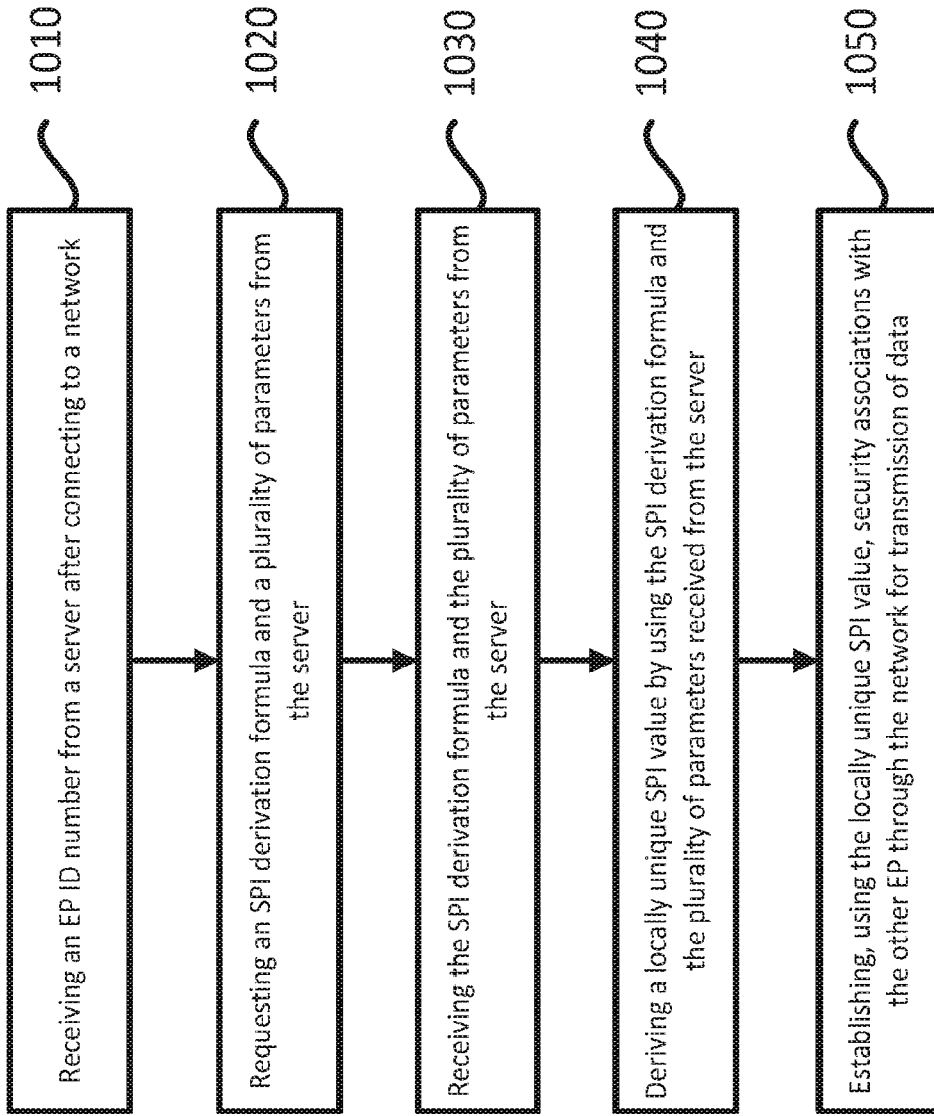 Receiving an EP ID number from a server after connecting to a network
1010
Requesting an SPI derivation formula and a plurality of parameters from
the server
1020
Receiving the SPI derivation formula and the plurality of parameters from
the server
1030
Deriving a locally unique SPI value by using the SPI derivation formula and
the plurality of parameters received from the server
1040
Establishing, using the locally unique SPI value, security associations with
the other EP through the network for transmission of data
1050